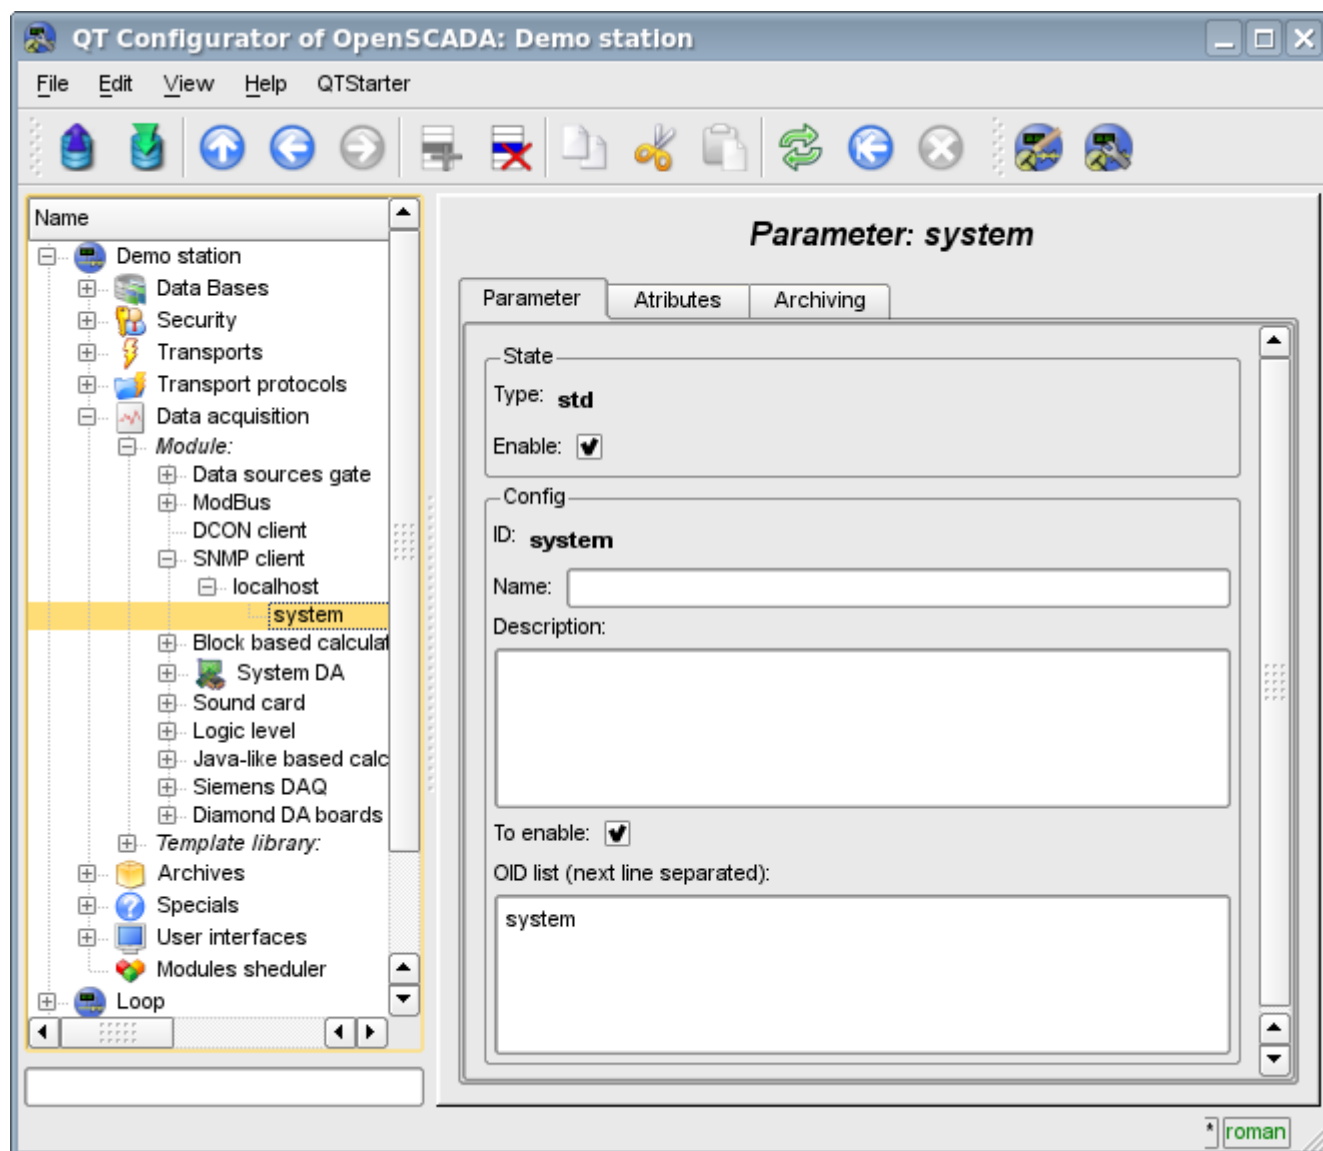 QT Configurator of OpenSCADA: Demo station
File Edit View Help QTStarter
Name
Demo station
Data Bases
Security
Transports
Transport protocols
Data acquisition
Module:
Data sources gate
ModBus
DCON client
SNMP client
localhost
system
Block based calculat
System DA
Sound card
Logic level
Java-like based calc
Siemens DAQ
Diamond DA boards
Template library:
Archives
Specials
User interfaces
Modules sheduler
Loop
Parameter: system
Parameter Atributes Archiving
State
Type: std
Enable:
Config
ID: system
Name:
Description:
To enable:
OID list (next line separated):
system
* roman